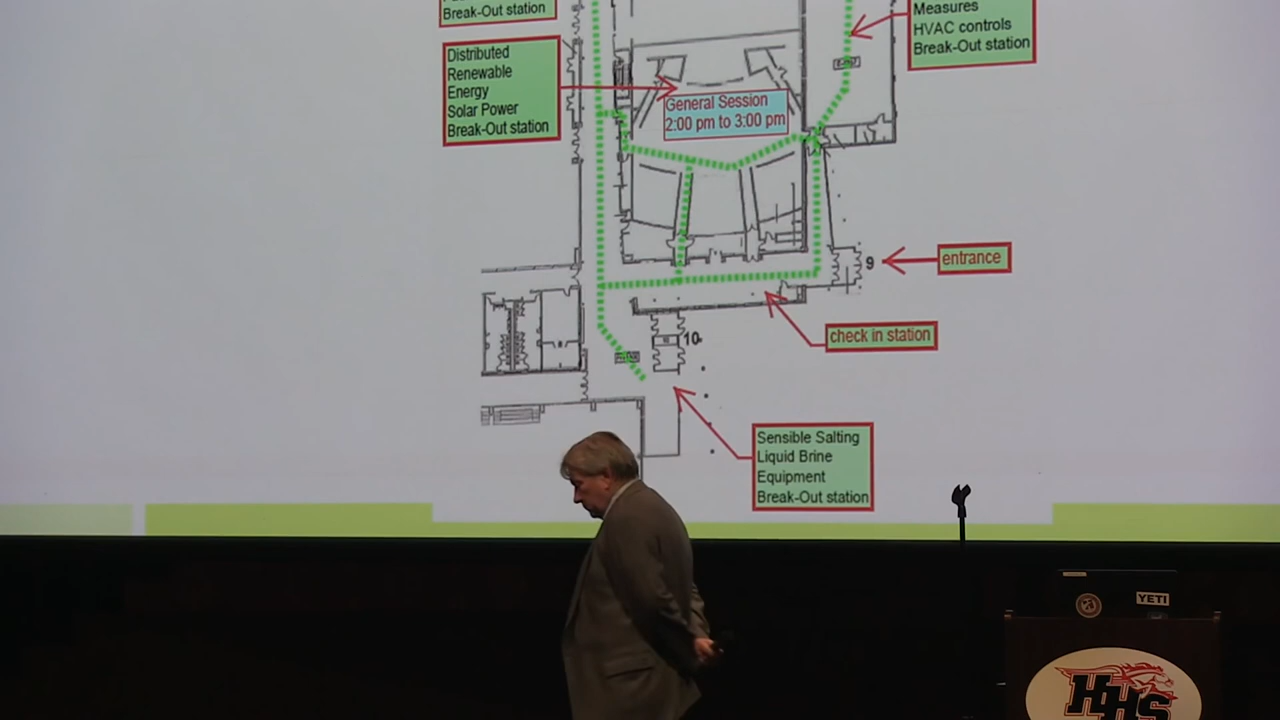 Break-Out station
Distributed
Renewable
Energy
Solar Power
Break-Out station
General Session
2:00 pm to 3:00 pm
Measures
HVAC controls
Break-Out station
9
entrance
check in station
10
Sensible Salting
Liquid Brine
Equipment
Break-Out station
YETI
HHS